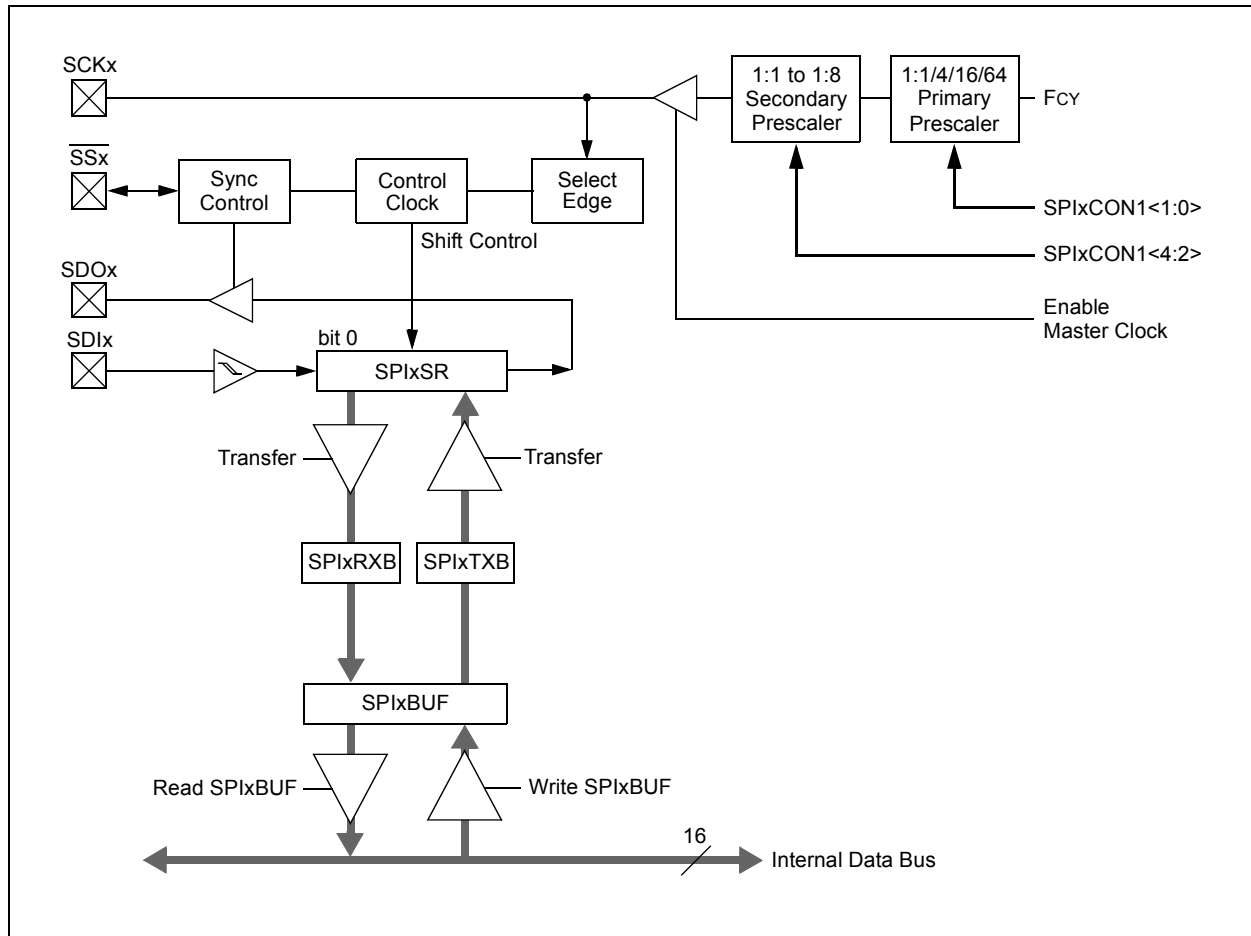 SCKx
1:1 to 1:8
Secondary
Prescaler
1:1/4/16/64
Primary
Prescaler
FCY
SSx
Sync
Control
Control
Clock
Select
Edge
SPIxCON1<1:0>
Shift Control
SPIxCON1<4:2>
SDOx
Enable
Master Clock
SDIx
bit 0
SPIxSR
Transfer
Transfer
SPIxRXB
SPIxTXB
SPIxBUF
Read SPIxBUF
Write SPIxBUF
16
Internal Data Bus